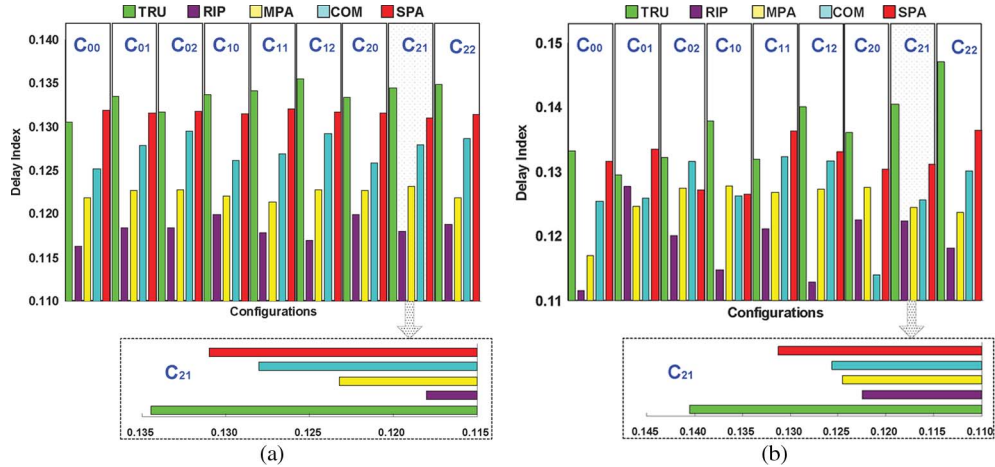 TRU RIP MPA COM SPA
0.140
0.135
0.130
0.125
0.120
0.115
0.110
Delay Index
C00 C01 C02 C10 C11 C12 C20 C21 C22
Configurations
C21
0.135 0.130 0.125 0.120 0.115
(a)
TRU RIP MPA COM SPA
0.15
0.14
0.13
0.12
0.11
Delay Index
C00 C01 C02 C10 C11 C12 C20 C21 C22
Configurations
C21
0.145 0.140 0.135 0.130 0.125 0.120 0.115 0.110
(b)